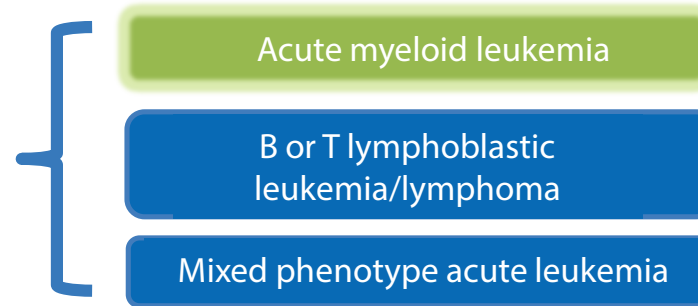 Acute myeloid leukemia
B or T lymphoblastic
leukemia/lymphoma
Mixed phenotype acute leukemia